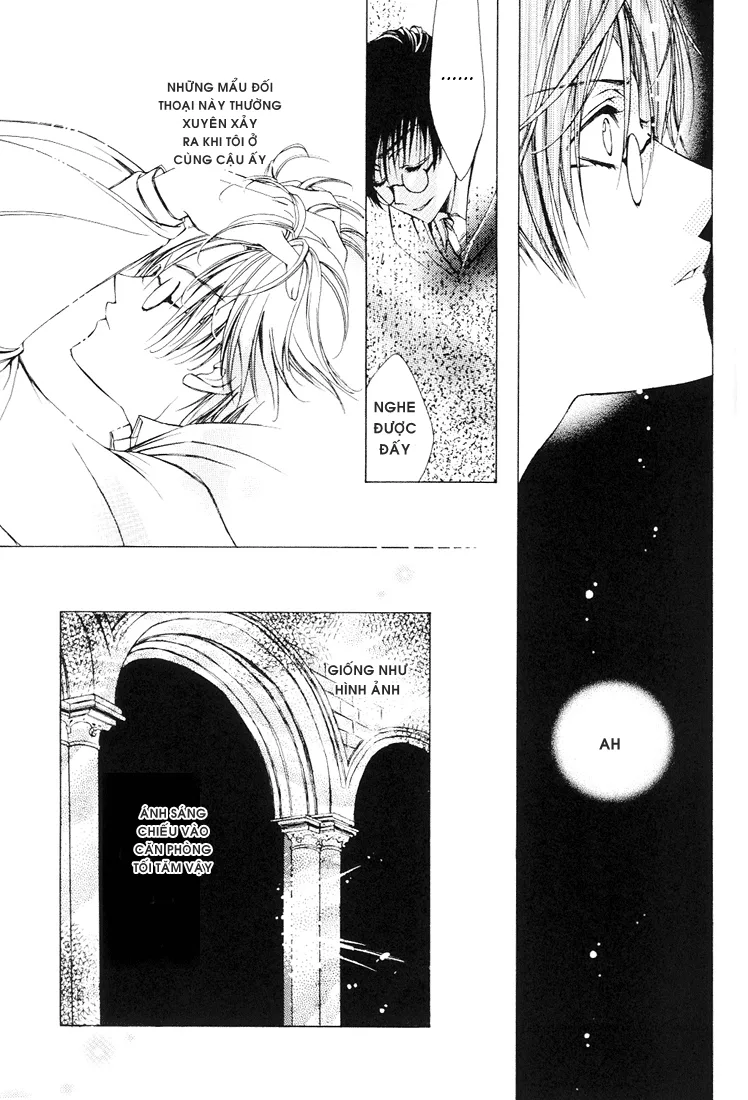 AH
......
NGHE
ĐƯỢC
ĐẤY
NHỮNG MẨU ĐỐI
THOẠI NÀY THƯỜNG
XUYÊN XẢY
RA KHI TÔI Ở
CÙNG CẬU ẤY
GIỐNG NHƯ
HÌNH ẢNH
ÁNH SÁNG
CHIẾU VÀO
CĂN PHÒNG
TỐI TĂM VẬY